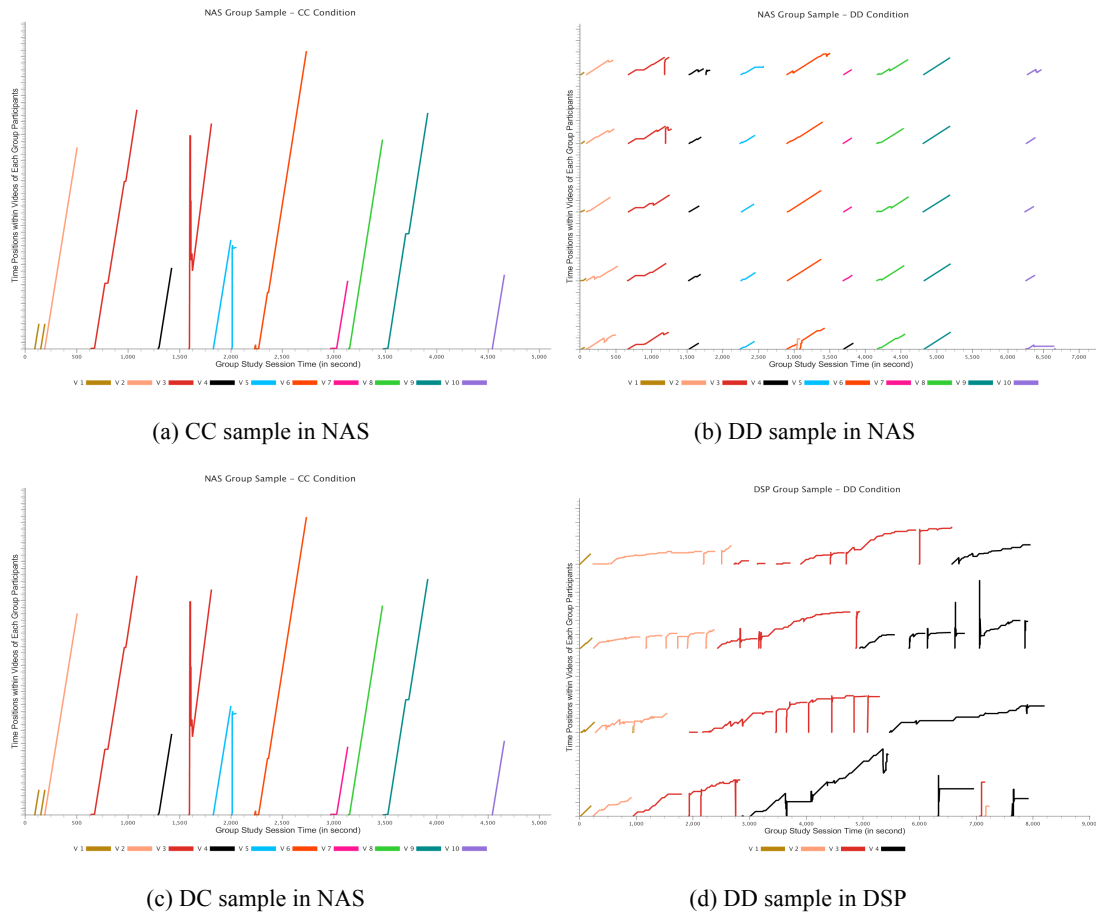 NAS Group Sample – CC Condition
Time Positions within Videos of Each Group Participants
0 500 1,000 1,500 2,000 2,500 3,000 3,500 4,000 4,500 5,000
Group Study Session Time (in second)
V 1 V 2 V 3 V 4 V 5 V 6 V 7 V 8 V 9 V 10
(a) CC sample in NAS
NAS Group Sample – DD Condition
Time Positions within Videos of Each Group Participants
0 500 1,000 1,500 2,000 2,500 3,000 3,500 4,000 4,500 5,000 5,500 6,000 6,500 7,000
Group Study Session Time (in second)
V 1 V 2 V 3 V 4 V 5 V 6 V 7 V 8 V 9 V 10
(b) DD sample in NAS
NAS Group Sample – CC Condition
Time Positions within Videos of Each Group Participants
0 500 1,000 1,500 2,000 2,500 3,000 3,500 4,000 4,500 5,000
Group Study Session Time (in second)
V 1 V 2 V 3 V 4 V 5 V 6 V 7 V 8 V 9 V 10
(c) DC sample in NAS
DSP Group Sample – DD Condition
Time Positions within Videos of Each Group Participants
0 1,000 2,000 3,000 4,000 5,000 6,000 7,000 8,000 9,000
Group Study Session Time (in second)
V 1 V 2 V 3 V 4
(d) DD sample in DSP